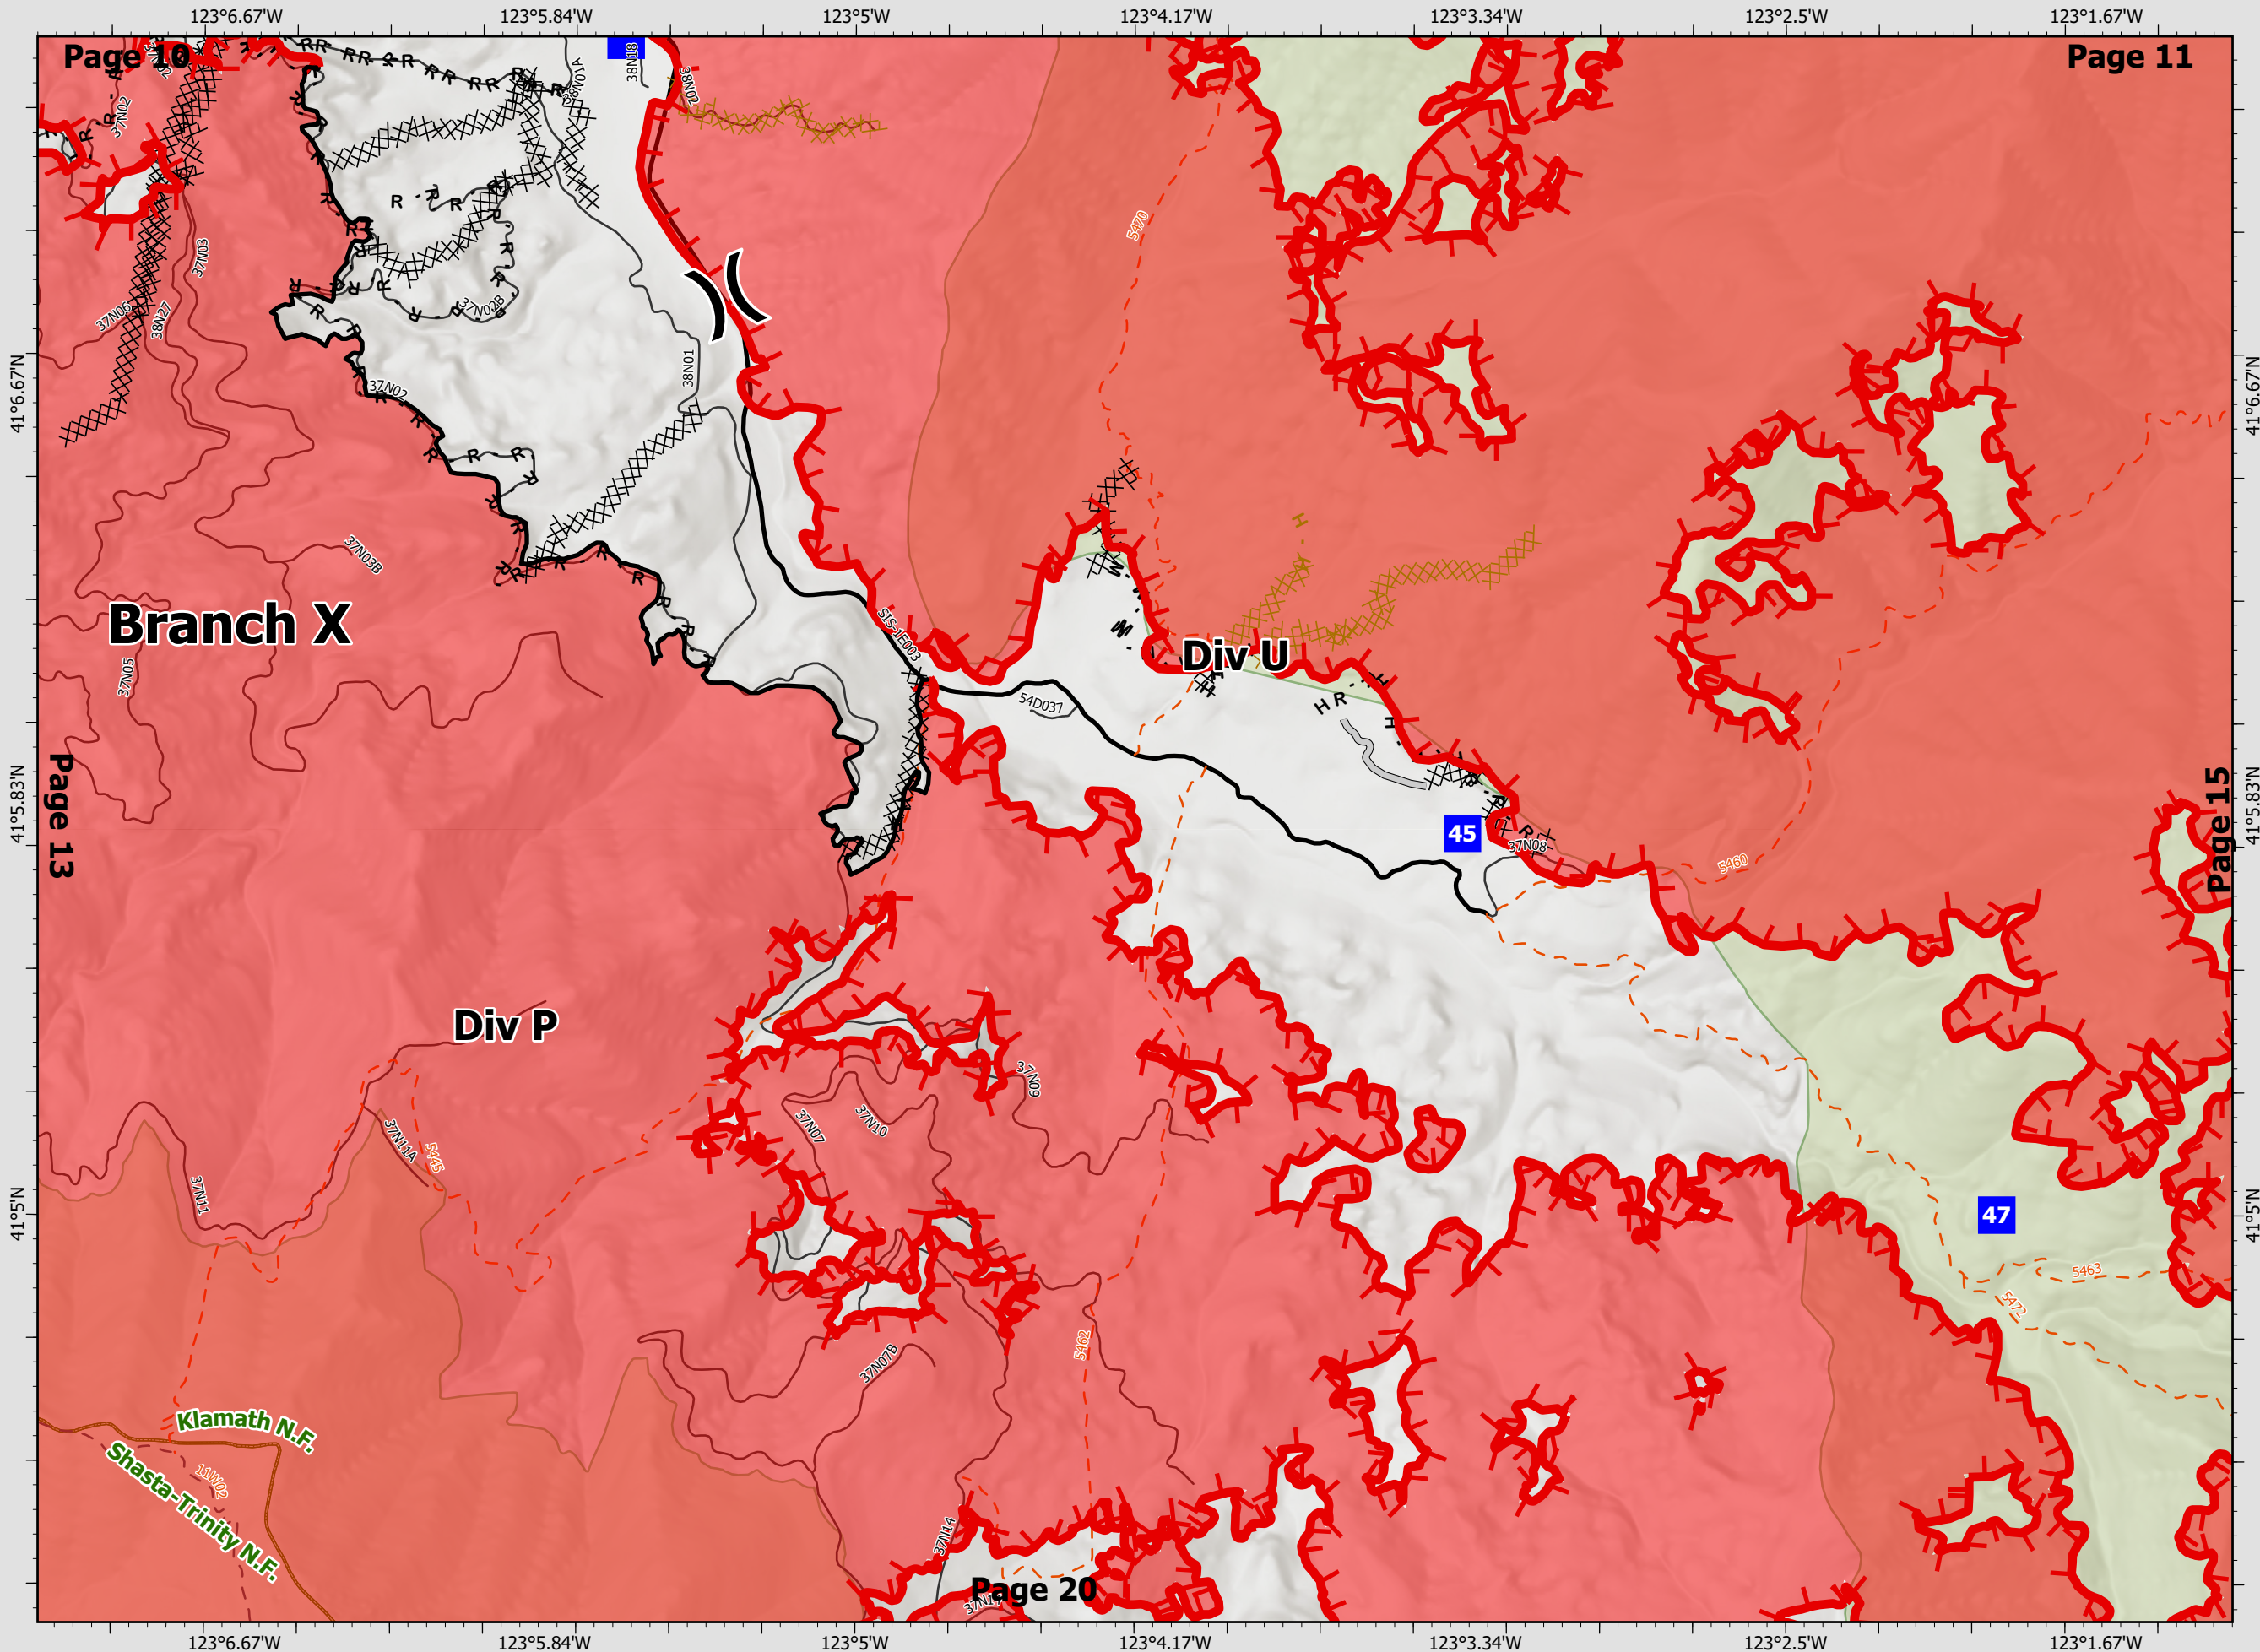 123°6.67'W 123°5.84'W 123°5'W 123°4.17'W 123°3.34'W 123°2.5'W 123°1.67'W
Page 10
Page 11
37N02
38N18
38N01A
38N02
37N02
5470
37N03
37N06
38N27
37N02B
38N01
41°6.67'N
41°6.67'N
37N02
37N03B
Branch X
SIS-1E003
Div U
37N05
54D037
H R
41°5.83'N
41°5.83'N
Page 13
Page 15
45
37N08
5460
Div P
37N09
37N07
37N10
37N11A
5445
37N11
41°5'N
41°5'N
47
5463
5472
5462
37N07B
Klamath N.F.
Shasta-Trinity N.F.
11W02
37N14
Page 20
123°6.67'W 123°5.84'W 123°5'W 123°4.17'W 123°3.34'W 123°2.5'W 123°1.67'W